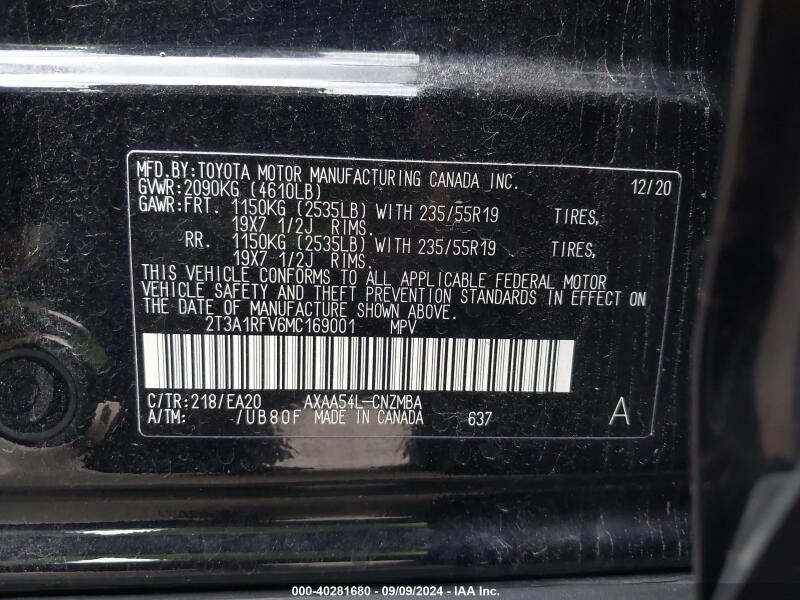 MFD.BY:TOYOTA MOTOR MANUFACTURING CANADA INC. 12/20
GVWR:2090KG (4610LB)
GAWR:FRT. 1150KG (2535LB) WITH 235/55R19 TIRES,
19X7 1/2J RIMS.
RR. 1150KG (2535LB) WITH 235/55R19 TIRES,
19X7 1/2J RIMS.
THIS VEHICLE CONFORMS TO ALL APPLICABLE FEDERAL MOTOR
VEHICLE SAFETY AND THEFT PREVENTION STANDARDS IN EFFECT ON
THE DATE OF MANUFACTURE SHOWN ABOVE.
2T3A1RFV6MC169001 MPV
C/TR:218/EA20 AXAA54L-CNZMBA
A/TM: /UB80F MADE IN CANADA 637 A
000-40281680 - 09/09/2024 - IAA Inc.